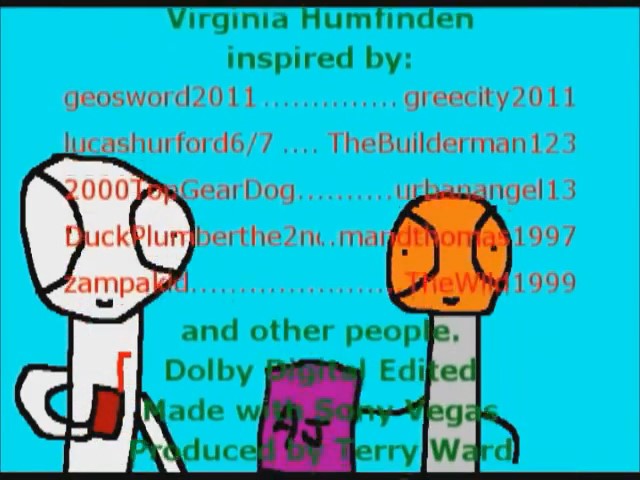 Virginia Humfinden
inspired by:
geosword2011.............. greecity2011
lucashurford6/7 .... TheBuilderman123
2000TopGearDog..........urbanangel13
DuckPlumberthe2n(..mandthomas1997
zampakid......................TheWild1999
and other people.
Dolby Digital Edited
Made with Sony Vegas
AJ
Produced by Terry Ward